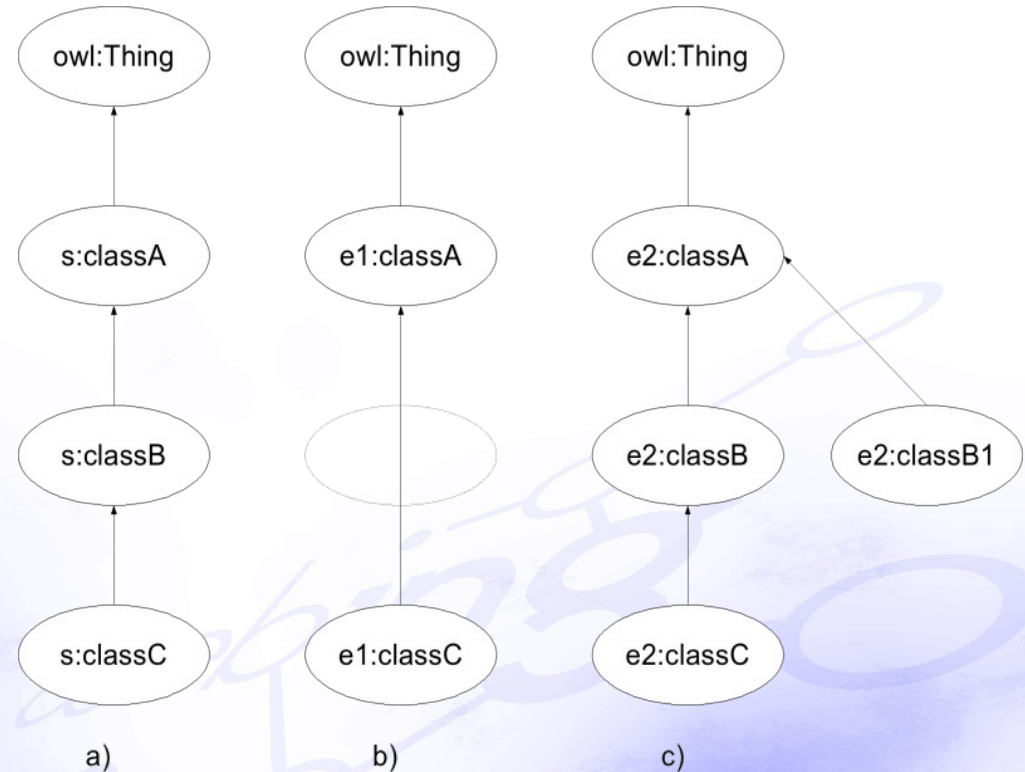 owl:Thing owl:Thing owl:Thing
s:classA e1:classA e2:classA
s:classB e2:classB e2:classB1
s:classC e1:classC e2:classC
a) b) c)